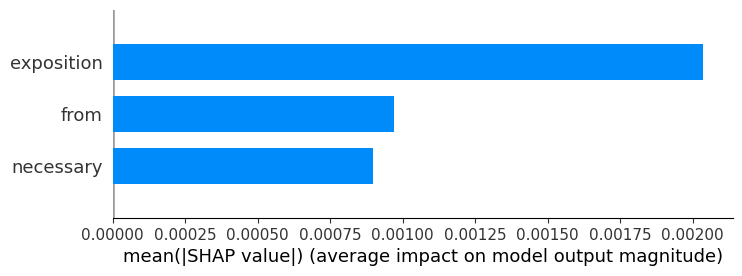 exposition
from
necessary
0.00000 0.00025 0.00050 0.00075 0.00100 0.00125 0.00150 0.00175 0.00200
mean(|SHAP value|) (average impact on model output magnitude)